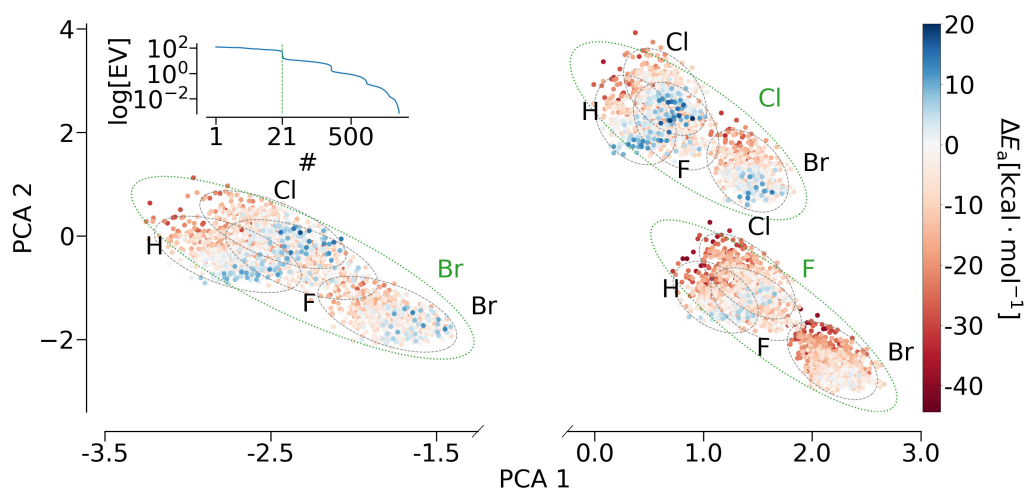 4
2
0
−2
PCA 2
log[EV]
10²
10⁰
10⁻²
1
21
500
#
Cl
H
F
Br
Br
Cl
H
F
Br
Cl
Cl
H
F
Br
F
-3.5
-2.5
-1.5
0.0
1.0
2.0
3.0
PCA 1
20
10
0
-10
-20
-30
-40
ΔEₐ[kcal · mol⁻¹]